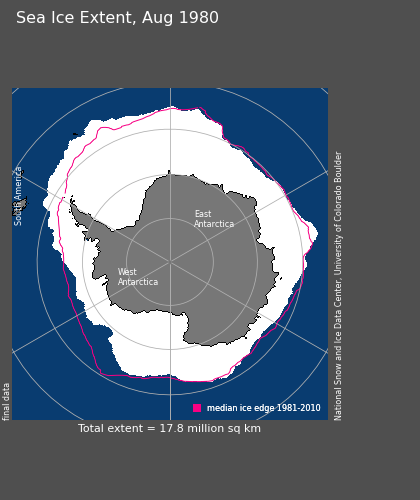 Sea Ice Extent, Aug 1980
South America
East
Antarctica
West
Antarctica
National Snow and Ice Data Center, University of Colorado Boulder
final data
median ice edge 1981-2010
Total extent = 17.8 million sq km